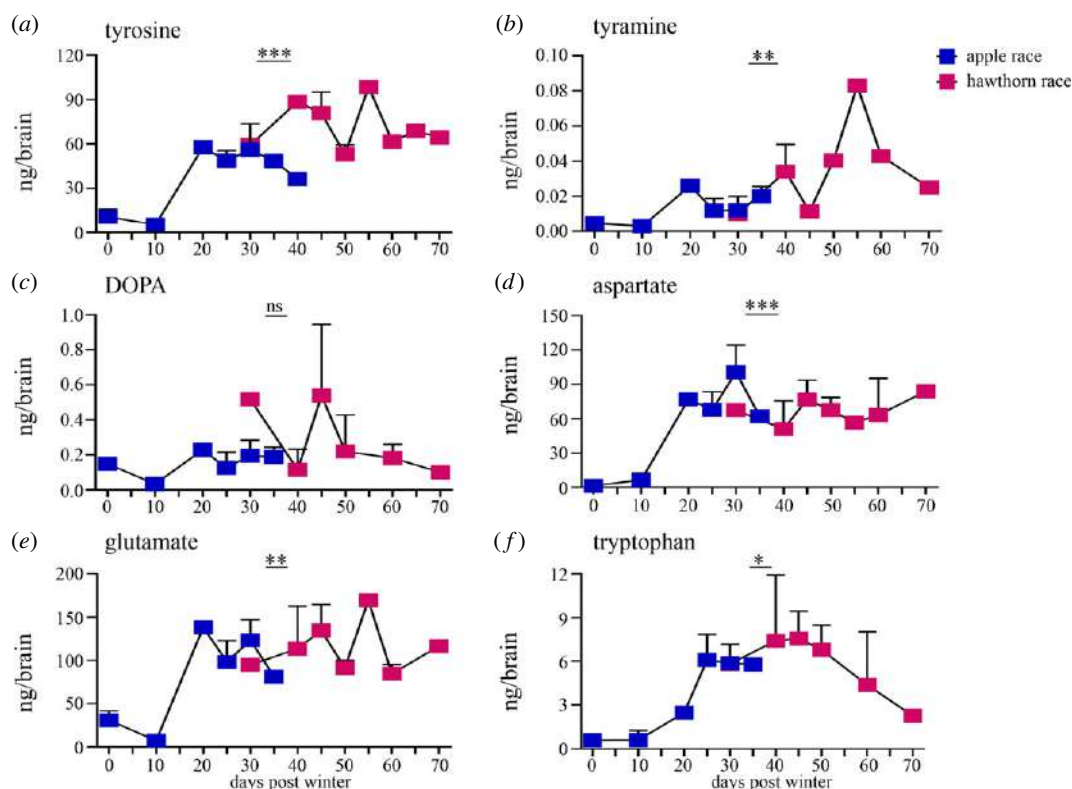 (a) tyrosine
***
120
90
60
30
0
ng/brain
0 10 20 30 40 50 60 70
(b) tyramine
**
0.10
0.08
0.06
0.04
0.02
0.00
ng/brain
0 10 20 30 40 50 60 70
apple race
hawthorn race
(c) DOPA
ns
1.0
0.8
0.6
0.4
0.2
0.0
ng/brain
0 10 20 30 40 50 60 70
(d) aspartate
***
150
120
90
60
30
0
ng/brain
0 10 20 30 40 50 60 70
(e) glutamate
**
200
150
100
50
0
ng/brain
0 10 20 30 40 50 60 70
days post winter
(f) tryptophan
*
12
9
6
3
0
ng/brain
0 10 20 30 40 50 60 70
days post winter